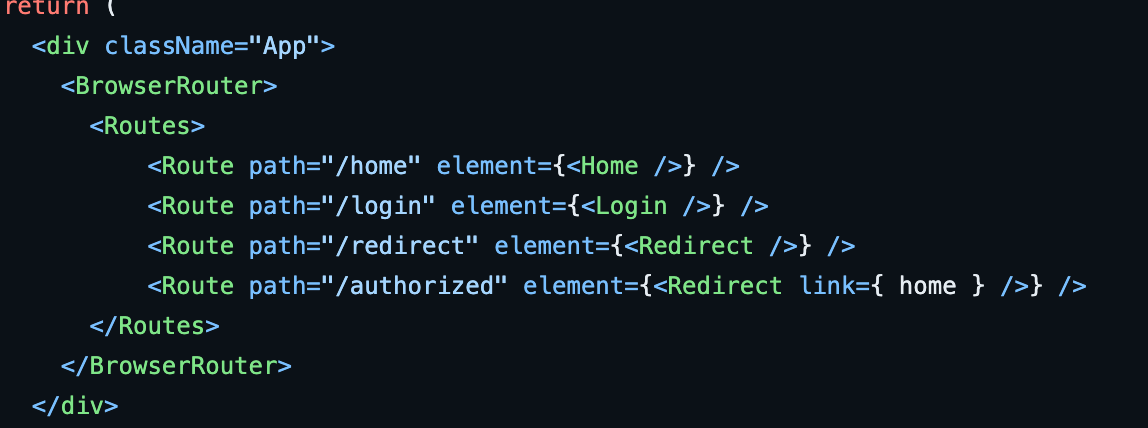 return (
<div className="App">
<BrowserRouter>
<Routes>
<Route path="/home" element={<Home />} />
<Route path="/login" element={<Login />} />
<Route path="/redirect" element={<Redirect />} />
<Route path="/authorized" element={<Redirect link={ home } />} />
</Routes>
</BrowserRouter>
</div>